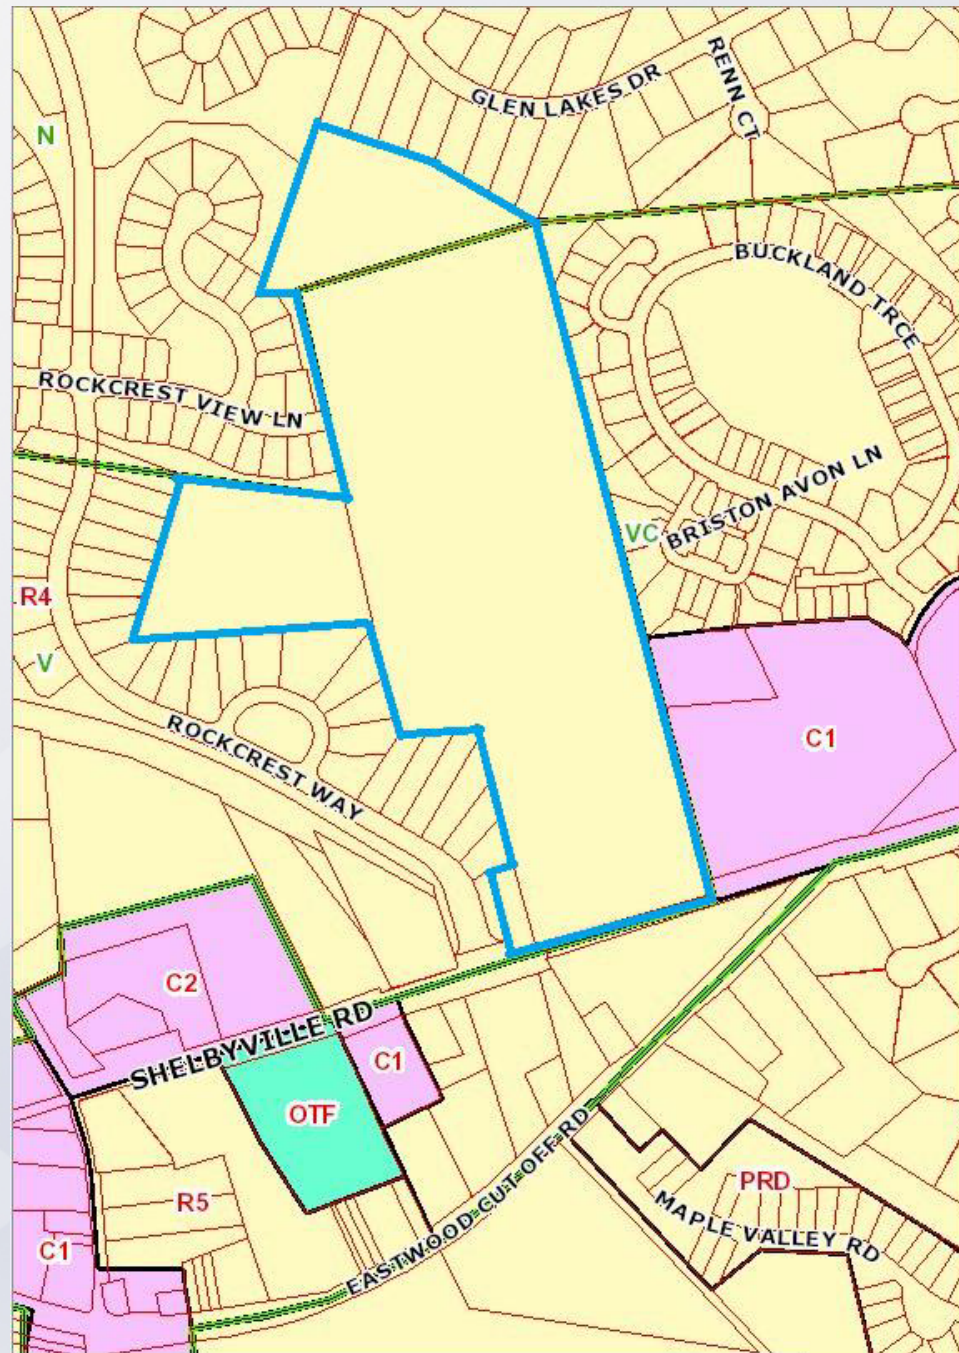 GLEN LAKES DR
RENN CT
N
BUCKLAND TRCE
ROCKCREST VIEW LN
BRISTON AVON LN
VC
R4
V
ROCKCREST WAY
C1
C2
SHELBYVILLE RD
C1
OTF
EASTWOOD CUT OFF RD
PRD
R5
MAPLE VALLEY RD
C1